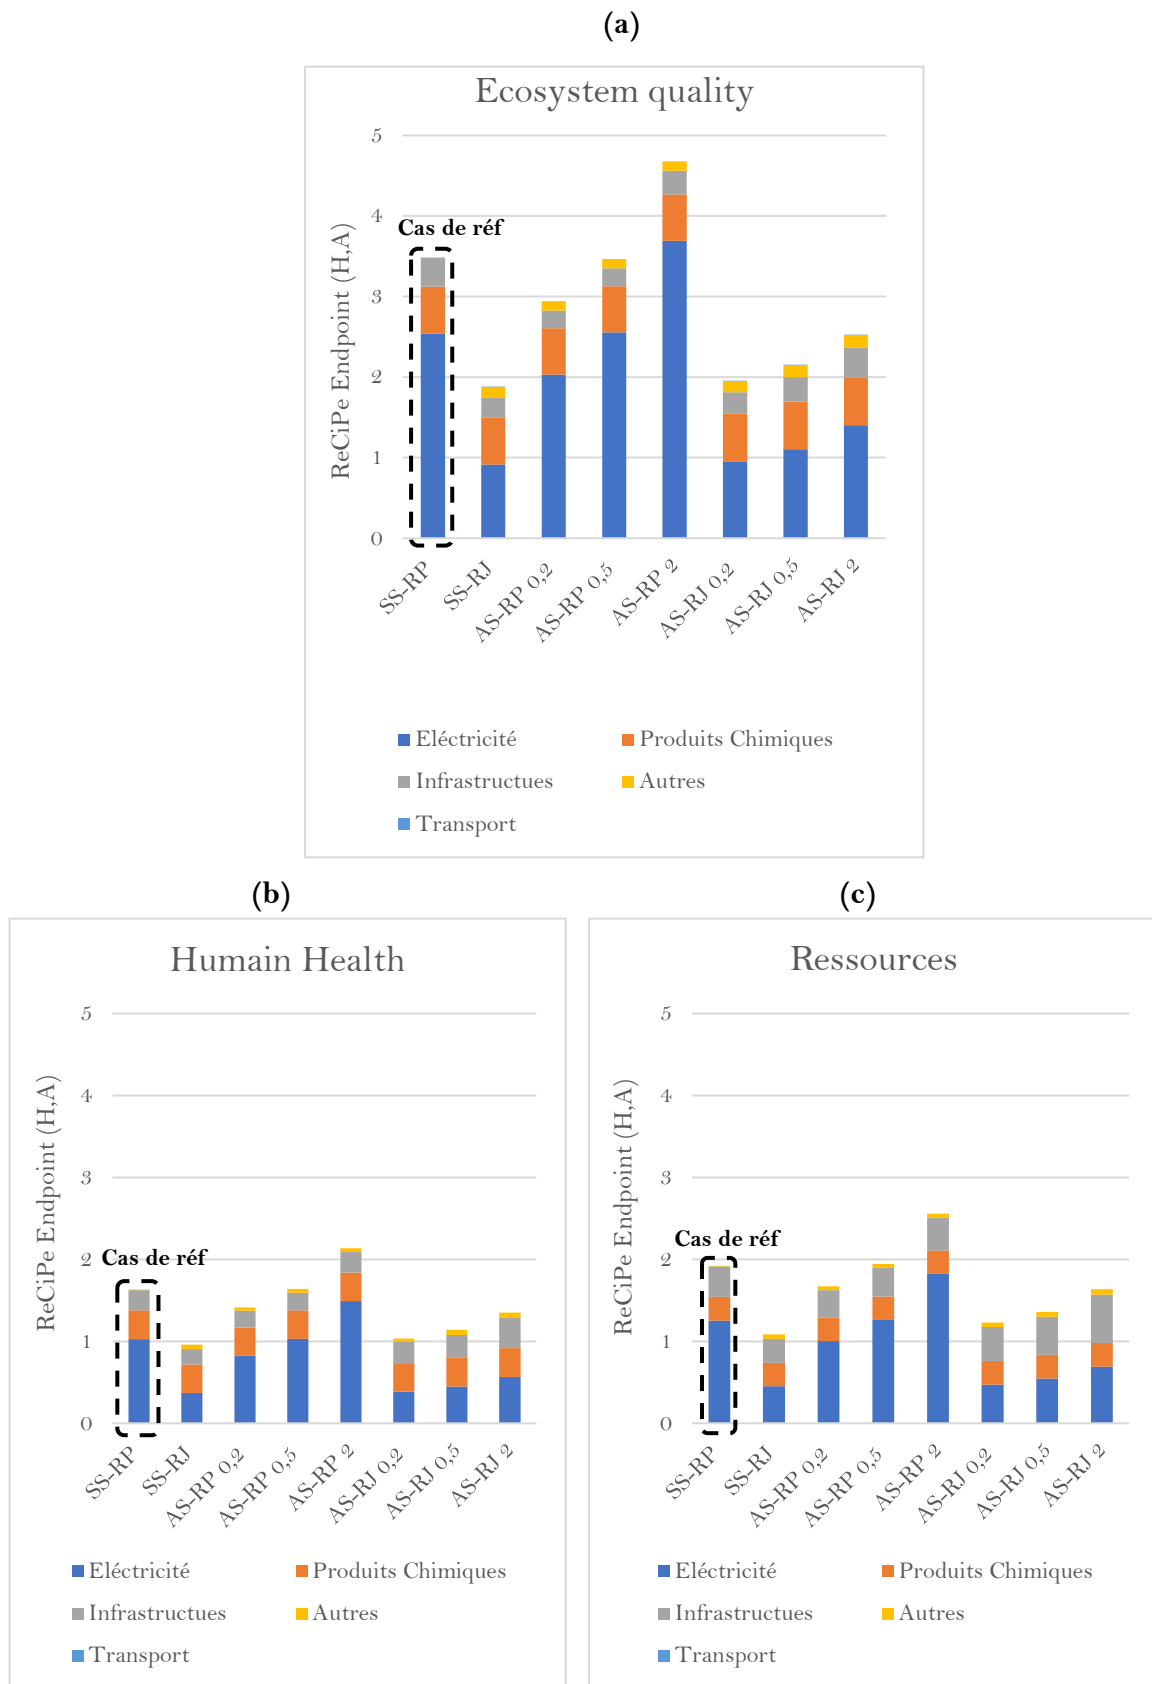 (a)
Ecosystem quality
ReCiPe Endpoint (H,A)
5
4
3
2
1
0
Cas de réf
SS-RP
SS-RJ
AS-RP 0,2
AS-RP 0,5
AS-RP 2
AS-RJ 0,2
AS-RJ 0,5
AS-RJ 2
Eléctricité
Produits Chimiques
Infrastructues
Autres
Transport
(b)
Humain Health
ReCiPe Endpoint (H,A)
5
4
3
2
1
0
Cas de réf
SS-RP
SS-RJ
AS-RP 0,2
AS-RP 0,5
AS-RP 2
AS-RJ 0,2
AS-RJ 0,5
AS-RJ 2
Eléctricité
Produits Chimiques
Infrastructues
Autres
Transport
(c)
Ressources
ReCiPe Endpoint (H,A)
5
4
3
2
1
0
Cas de réf
SS-RP
SS-RJ
AS-RP 0,2
AS-RP 0,5
AS-RP 2
AS-RJ 0,2
AS-RJ 0,5
AS-RJ 2
Eléctricité
Produits Chimiques
Infrastructues
Autres
Transport